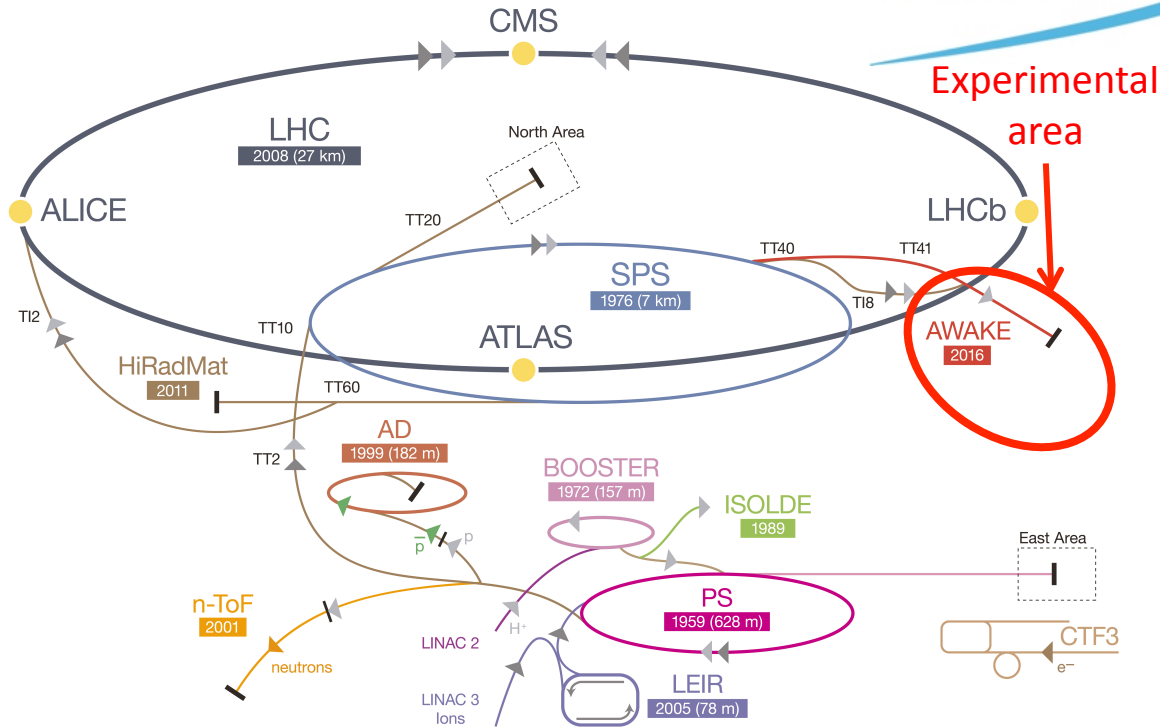 CMS
Experimental
area
LHC
2008 (27 km)
North Area
ALICE
LHCb
TT20
TT40
TT41
SPS
1976 (7 km)
TI8
TI2
TT10
ATLAS
AWAKE
2016
HiRadMat
2011
TT60
AD
1999 (182 m)
TT2
BOOSTER
1972 (157 m)
ISOLDE
1989
p̅
p
East Area
n-ToF
2001
PS
1959 (628 m)
H⁺
LINAC 2
neutrons
CTF3
e⁻
LEIR
2005 (78 m)
LINAC 3
Ions